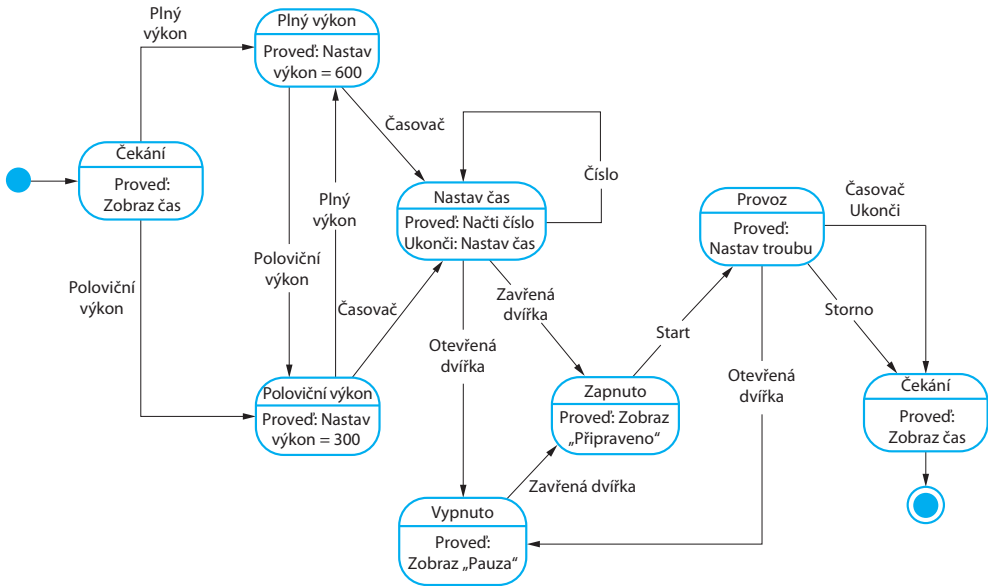 Plný
výkon
Plný výkon
Proveď: Nastav
výkon = 600
Čekání
Proveď:
Zobraz čas
Časovač
Číslo
Plný
výkon
Poloviční
výkon
Poloviční
výkon
Nastav čas
Proveď: Načti číslo
Ukonči: Nastav čas
Časovač
Poloviční výkon
Proveď: Nastav
výkon = 300
Otevřená
dvířka
Zavřená
dvířka
Start
Zapnuto
Proveď: Zobraz
„Připraveno“
Zavřená dvířka
Vypnuto
Proveď:
Zobraz „Pauza“
Provoz
Proveď:
Nastav troubu
Časovač
Ukonči
Storno
Otevřená
dvířka
Čekání
Proveď:
Zobraz čas